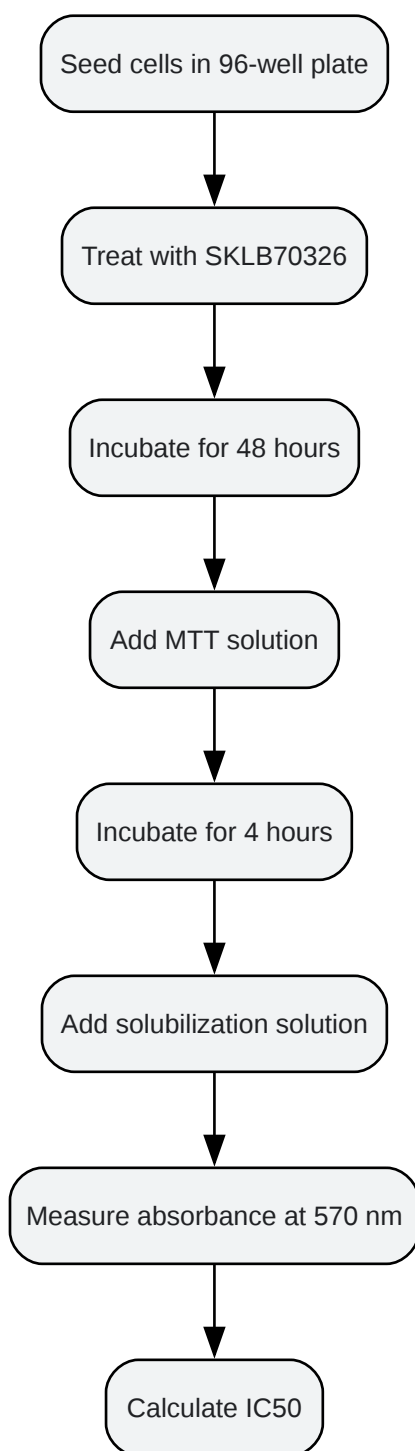 Seed cells in 96-well plate
Treat with SKLB70326
Incubate for 48 hours
Add MTT solution
Incubate for 4 hours
Add solubilization solution
Measure absorbance at 570 nm
Calculate IC50